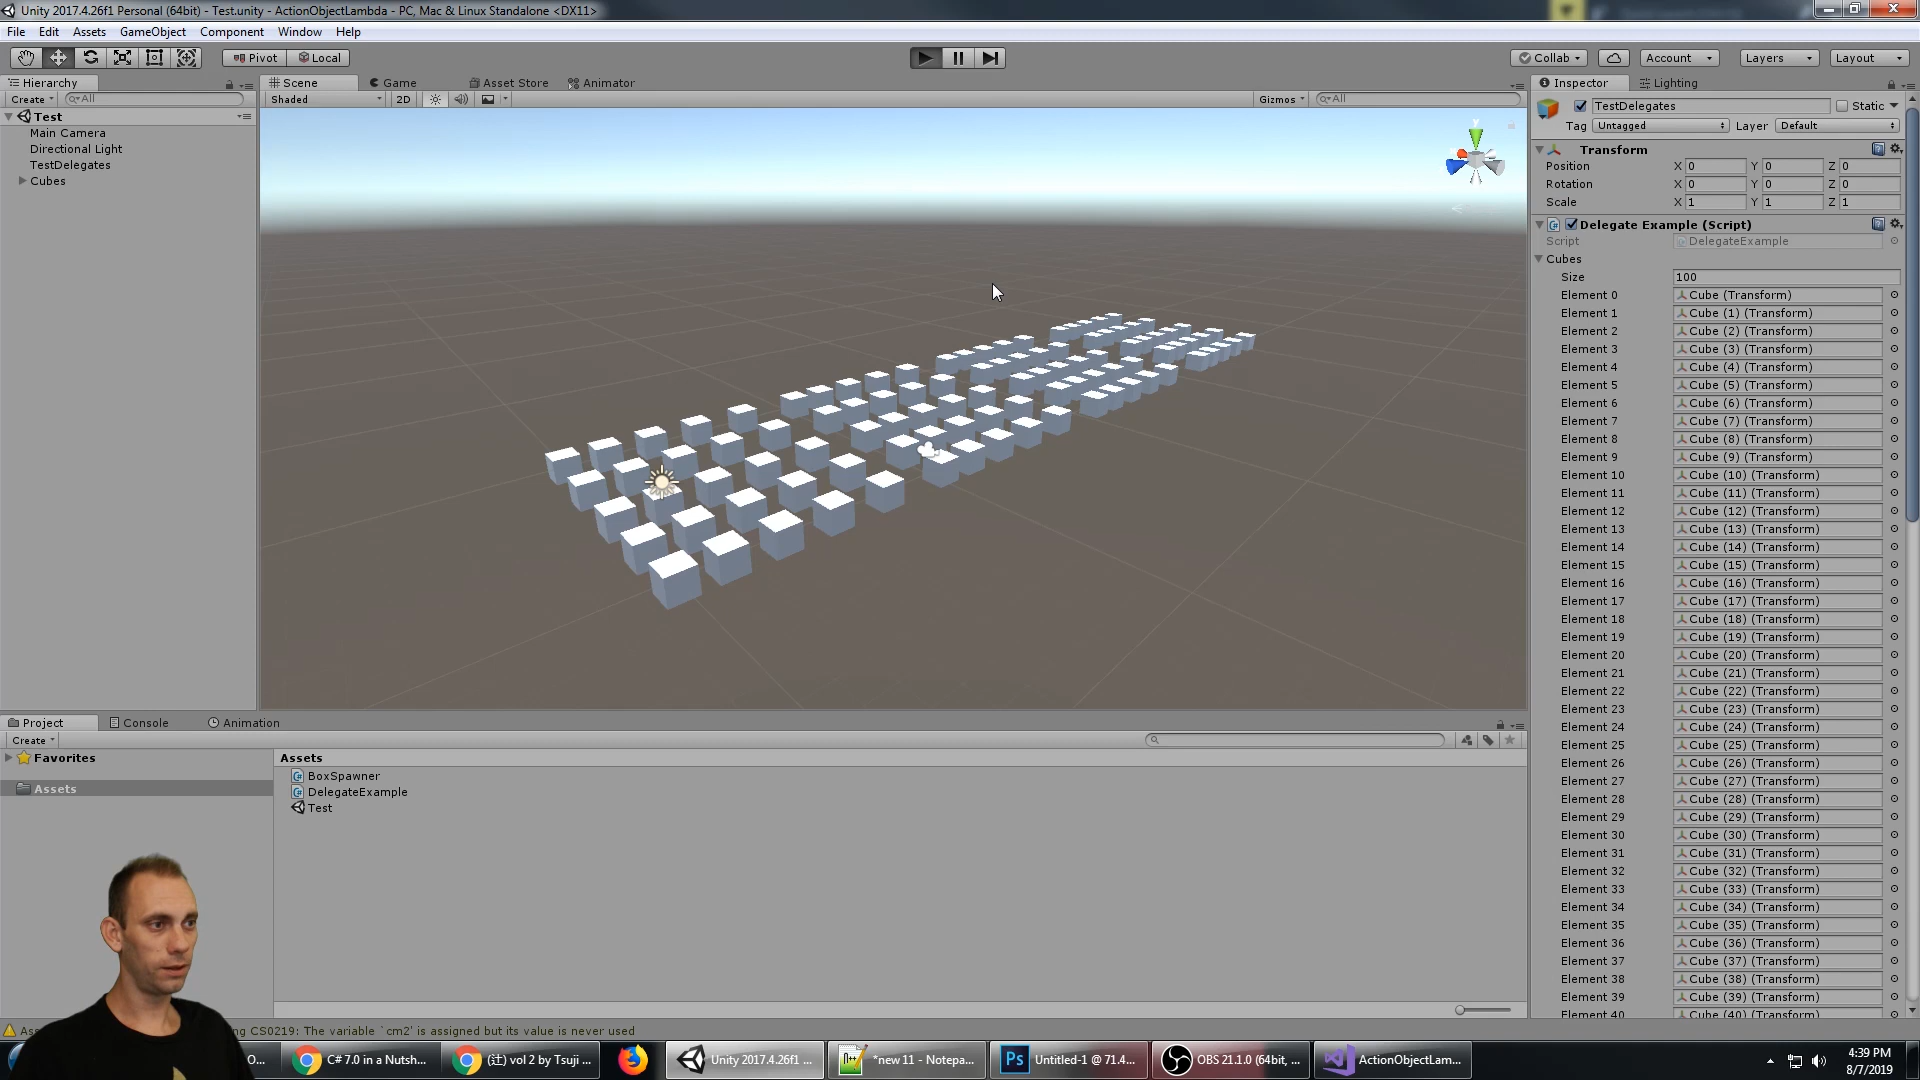 Unity 2017.4.26f1 Personal (64bit) - Test.unity - ActionObjectLambda - PC, Mac & Linux Standalone <DX11>
File Edit Assets GameObject Component Window Help
Pivot Local
Collab Account Layers Layout
Hierarchy
Create All
Test
Main Camera
Directional Light
TestDelegates
Cubes
Scene Game Asset Store Animator
Shaded 2D Gizmos All
y
Inspector Lighting
TestDelegates Static
Tag Untagged Layer Default
Transform
Position X 0 Y 0 Z 0
Rotation X 0 Y 0 Z 0
Scale X 1 Y 1 Z 1
Delegate Example (Script)
Script DelegateExample
Cubes
Size 100
Element 0 Cube (Transform)
Element 1 Cube (1) (Transform)
Element 2 Cube (2) (Transform)
Element 3 Cube (3) (Transform)
Element 4 Cube (4) (Transform)
Element 5 Cube (5) (Transform)
Element 6 Cube (6) (Transform)
Element 7 Cube (7) (Transform)
Element 8 Cube (8) (Transform)
Element 9 Cube (9) (Transform)
Element 10 Cube (10) (Transform)
Element 11 Cube (11) (Transform)
Element 12 Cube (12) (Transform)
Element 13 Cube (13) (Transform)
Element 14 Cube (14) (Transform)
Element 15 Cube (15) (Transform)
Element 16 Cube (16) (Transform)
Element 17 Cube (17) (Transform)
Element 18 Cube (18) (Transform)
Element 19 Cube (19) (Transform)
Element 20 Cube (20) (Transform)
Element 21 Cube (21) (Transform)
Element 22 Cube (22) (Transform)
Element 23 Cube (23) (Transform)
Element 24 Cube (24) (Transform)
Element 25 Cube (25) (Transform)
Element 26 Cube (26) (Transform)
Element 27 Cube (27) (Transform)
Element 28 Cube (28) (Transform)
Element 29 Cube (29) (Transform)
Element 30 Cube (30) (Transform)
Element 31 Cube (31) (Transform)
Element 32 Cube (32) (Transform)
Element 33 Cube (33) (Transform)
Element 34 Cube (34) (Transform)
Element 35 Cube (35) (Transform)
Element 36 Cube (36) (Transform)
Element 37 Cube (37) (Transform)
Element 38 Cube (38) (Transform)
Element 39 Cube (39) (Transform)
Element 40 Cube (40) (Transform)
Project Console Animation
Create
Favorites
Assets
Assets
BoxSpawner
DelegateExample
Test
CS0219: The variable `cm2' is assigned but its value is never used
O... C# 7.0 in a Nutsh... (辻) vol 2 by Tsuji ... Unity 2017.4.26f1 ... *new 11 - Notepa... Ps Untitled-1 @ 71.4... OBS 21.1.0 (64bit, ... ActionObjectLam...
4:39 PM
8/7/2019